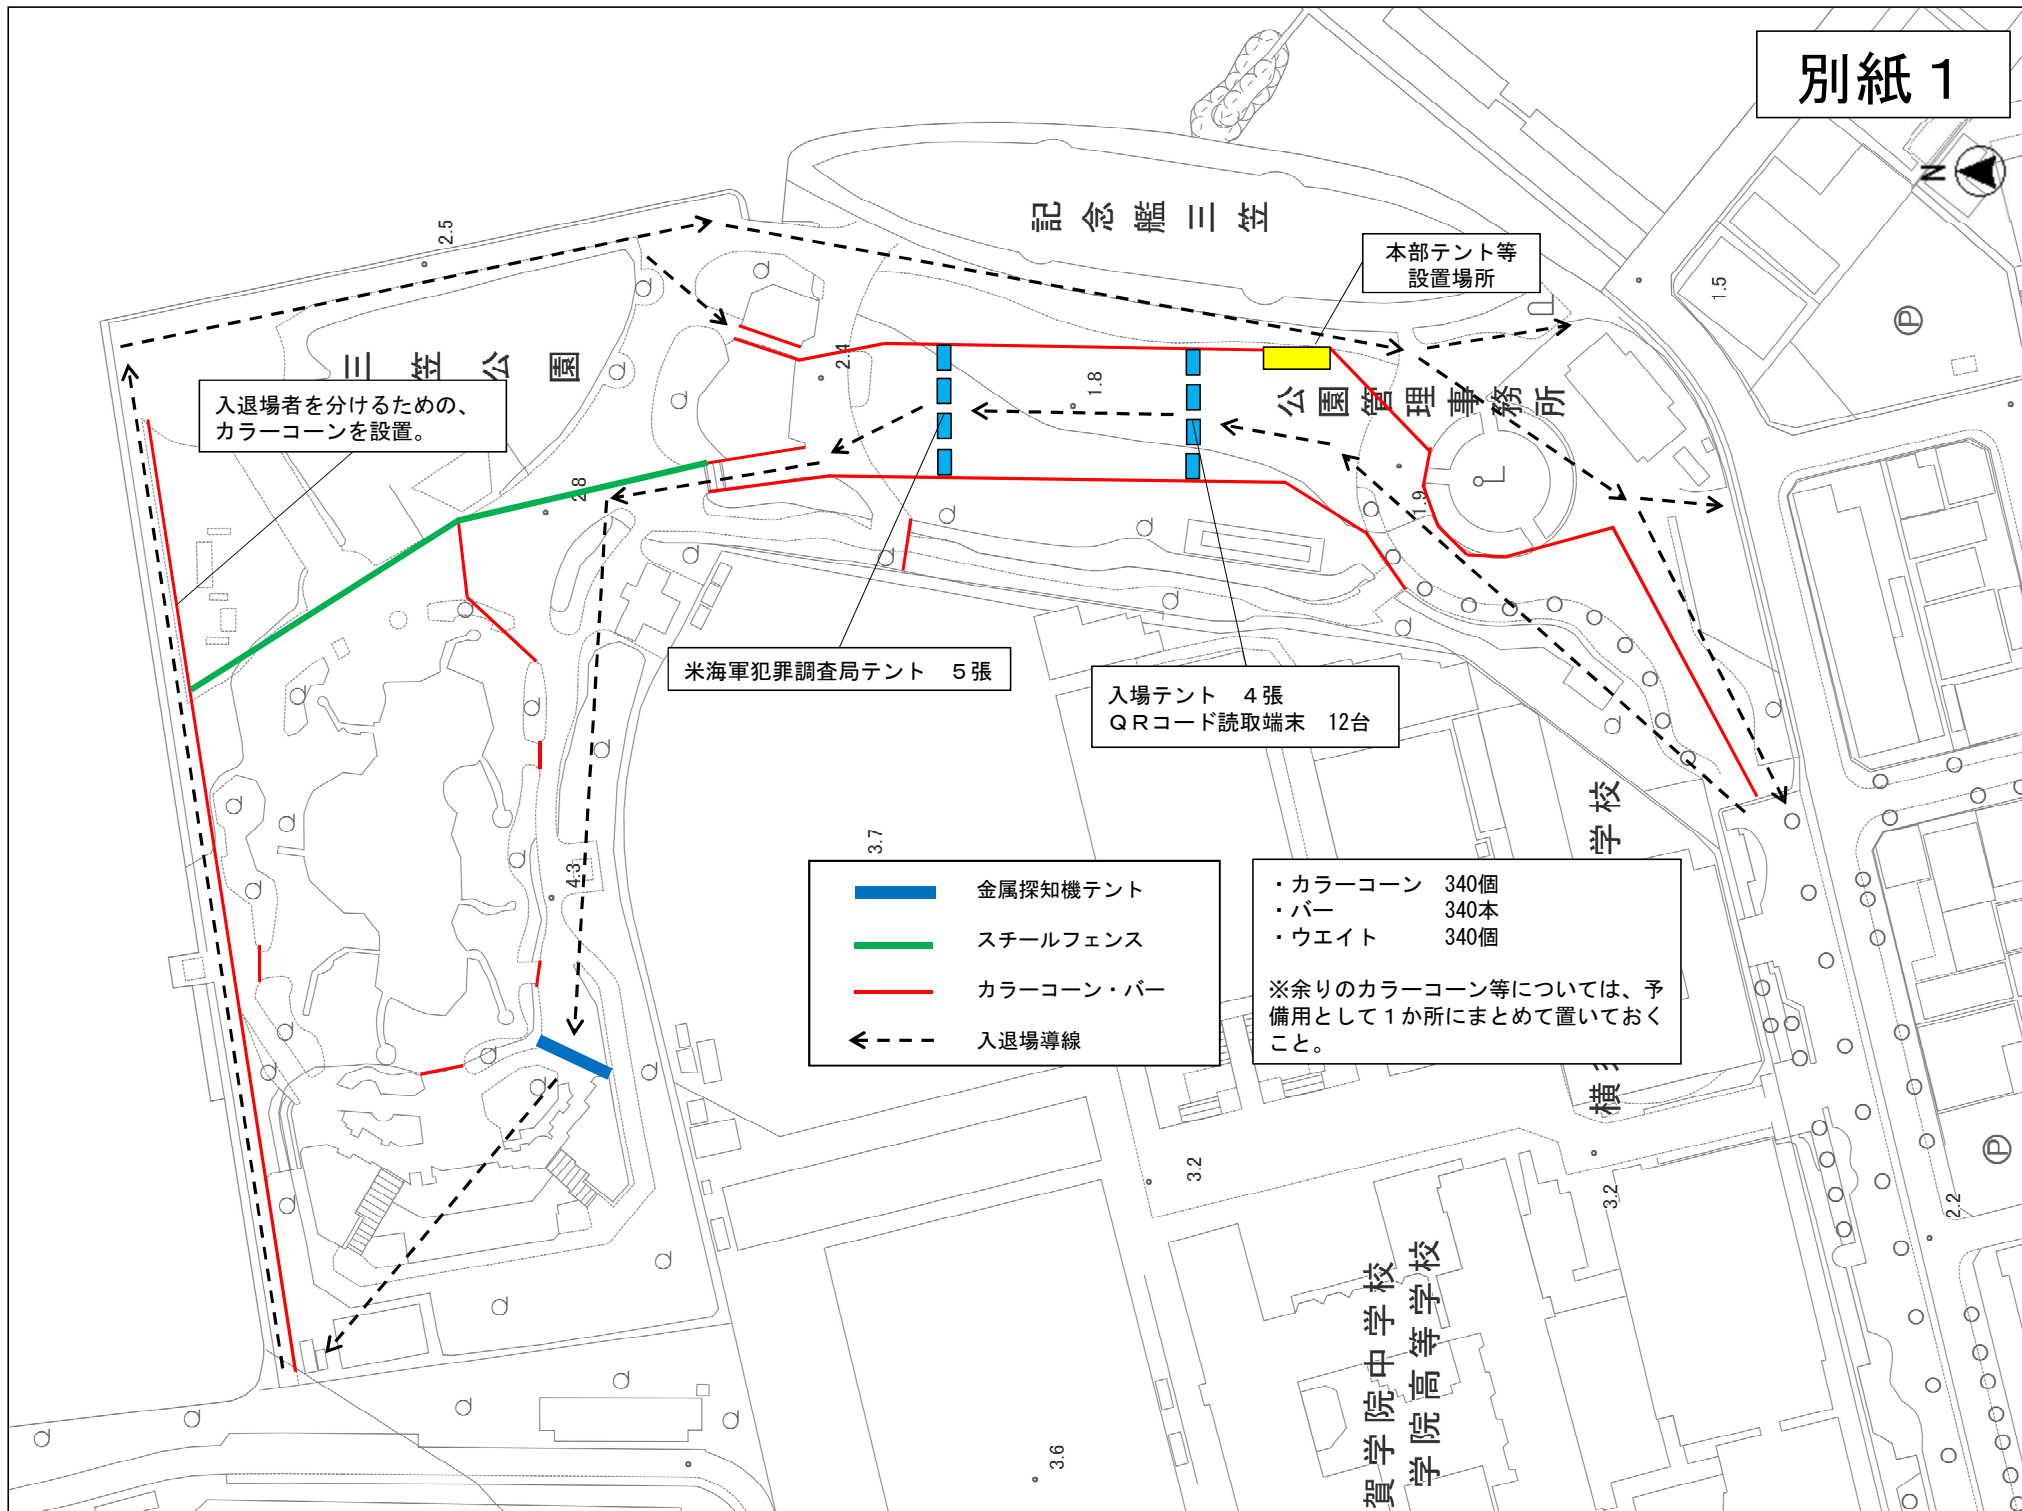 別紙１
N
記念艦三笠
本部テント等
設置場所
2.5
1.5
Ⓟ
三笠公園
2.4
1.8
公園管理事務所
入退場者を分けるための、
カラーコーンを設置。
2.8
1.9
米海軍犯罪調査局テント　５張
入場テント　４張
ＱＲコード読取端末　12台
3.7
4.3
金属探知機テント
スチールフェンス
カラーコーン・バー
入退場導線
・カラーコーン　340個
・バー　　　　　340本
・ウエイト　　　340個
※余りのカラーコーン等については、予
備用として１か所にまとめて置いておく
こと。
学校
横
3.2
3.2
2.2
Ⓟ
賀学院中学校
学院高等学校
3.6